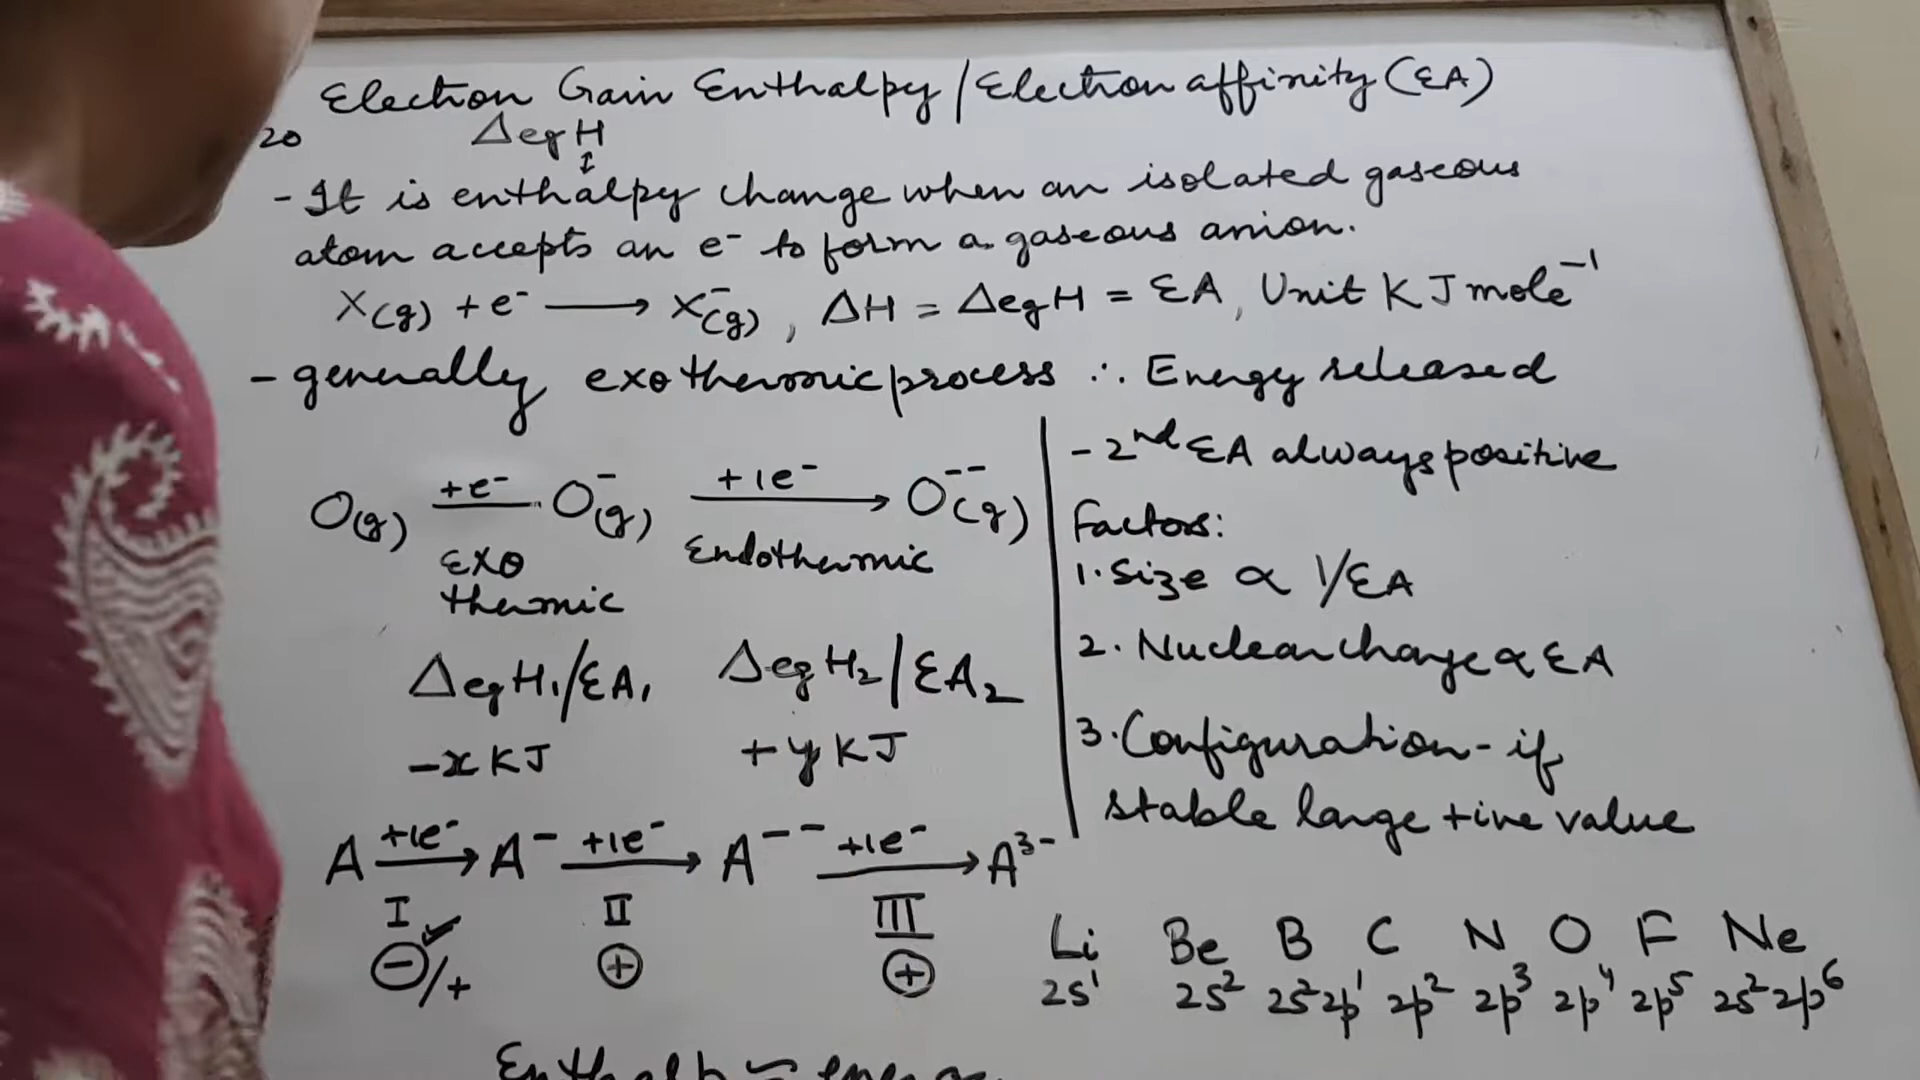 Electron Gain Enthalpy / Electron affinity (EA)
20 ΔegH
- It is enthalpy change when an isolated gaseous
atom accepts an e⁻ to form a gaseous anion.
X(g) + e⁻ → X⁻(g), ΔH = ΔegH = EA, Unit KJ mole⁻¹
- generally exothermic process ∴ Energy released
O(g) +e⁻ O⁻(g) +1e⁻ → O⁻⁻(g)
Exo
thermic
Endothermic
ΔegH₁/EA₁ ΔegH₂/EA₂
-x KJ +y KJ
A +1e⁻ → A⁻ +1e⁻ → A⁻⁻ +1e⁻ → A³⁻
I II III
⊖/+ ⊕ ⊕
- 2nd EA always positive
Factors:
1. Size ∝ 1/EA
2. Nuclear charge ∝ EA
3. Configuration - if
stable large +ive value
Li Be B C N O F Ne
2s¹ 2s² 2s²2p¹ 2p² 2p³ 2p⁴ 2p⁵ 2s²2p⁶